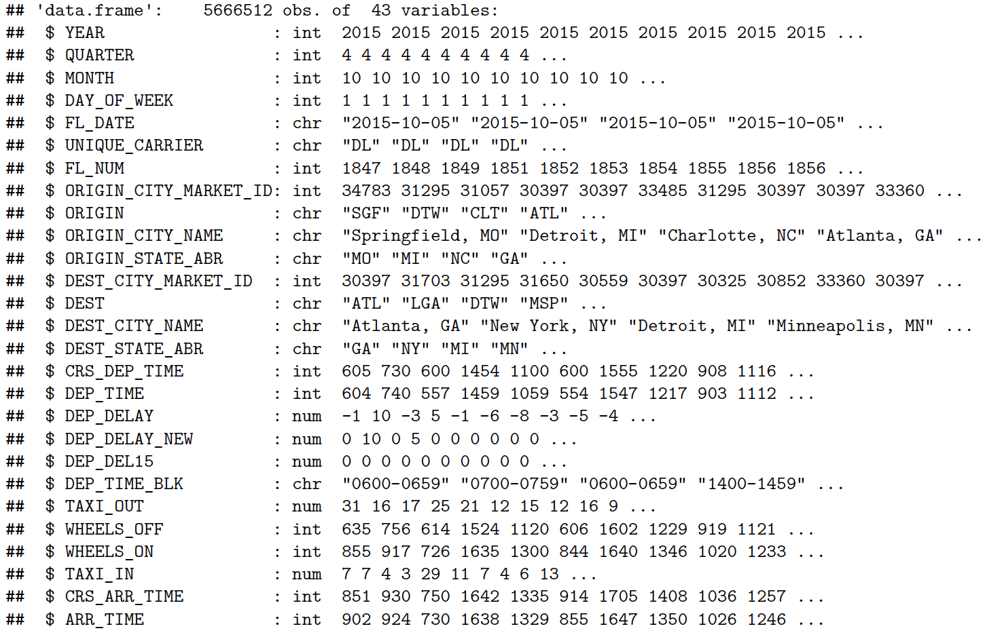 ## 'data.frame':    5666512 obs. of  43 variables:
##  $ YEAR                 : int  2015 2015 2015 2015 2015 2015 2015 2015 2015 2015 ...
##  $ QUARTER              : int  4 4 4 4 4 4 4 4 4 4 ...
##  $ MONTH                : int  10 10 10 10 10 10 10 10 10 10 ...
##  $ DAY_OF_WEEK          : int  1 1 1 1 1 1 1 1 1 1 ...
##  $ FL_DATE              : chr  "2015-10-05" "2015-10-05" "2015-10-05" "2015-10-05" ...
##  $ UNIQUE_CARRIER       : chr  "DL" "DL" "DL" "DL" ...
##  $ FL_NUM               : int  1847 1848 1849 1851 1852 1853 1854 1855 1856 1856 ...
##  $ ORIGIN_CITY_MARKET_ID: int  34783 31295 31057 30397 30397 33485 31295 30397 30397 33360 ...
##  $ ORIGIN               : chr  "SGF" "DTW" "CLT" "ATL" ...
##  $ ORIGIN_CITY_NAME     : chr  "Springfield, MO" "Detroit, MI" "Charlotte, NC" "Atlanta, GA" ...
##  $ ORIGIN_STATE_ABR     : chr  "MO" "MI" "NC" "GA" ...
##  $ DEST_CITY_MARKET_ID  : int  30397 31703 31295 31650 30559 30397 30325 30852 33360 30397 ...
##  $ DEST                 : chr  "ATL" "LGA" "DTW" "MSP" ...
##  $ DEST_CITY_NAME       : chr  "Atlanta, GA" "New York, NY" "Detroit, MI" "Minneapolis, MN" ...
##  $ DEST_STATE_ABR       : chr  "GA" "NY" "MI" "MN" ...
##  $ CRS_DEP_TIME         : int  605 730 600 1454 1100 600 1555 1220 908 1116 ...
##  $ DEP_TIME             : int  604 740 557 1459 1059 554 1547 1217 903 1112 ...
##  $ DEP_DELAY            : num  -1 10 -3 5 -1 -6 -8 -3 -5 -4 ...
##  $ DEP_DELAY_NEW        : num  0 10 0 5 0 0 0 0 0 0 ...
##  $ DEP_DEL15            : num  0 0 0 0 0 0 0 0 0 0 ...
##  $ DEP_TIME_BLK         : chr  "0600-0659" "0700-0759" "0600-0659" "1400-1459" ...
##  $ TAXI_OUT             : num  31 16 17 25 21 12 15 12 16 9 ...
##  $ WHEELS_OFF           : int  635 756 614 1524 1120 606 1602 1229 919 1121 ...
##  $ WHEELS_ON            : int  855 917 726 1635 1300 844 1640 1346 1020 1233 ...
##  $ TAXI_IN              : num  7 7 4 3 29 11 7 4 6 13 ...
##  $ CRS_ARR_TIME         : int  851 930 750 1642 1335 914 1705 1408 1036 1257 ...
##  $ ARR_TIME             : int  902 924 730 1638 1329 855 1647 1350 1026 1246 ...